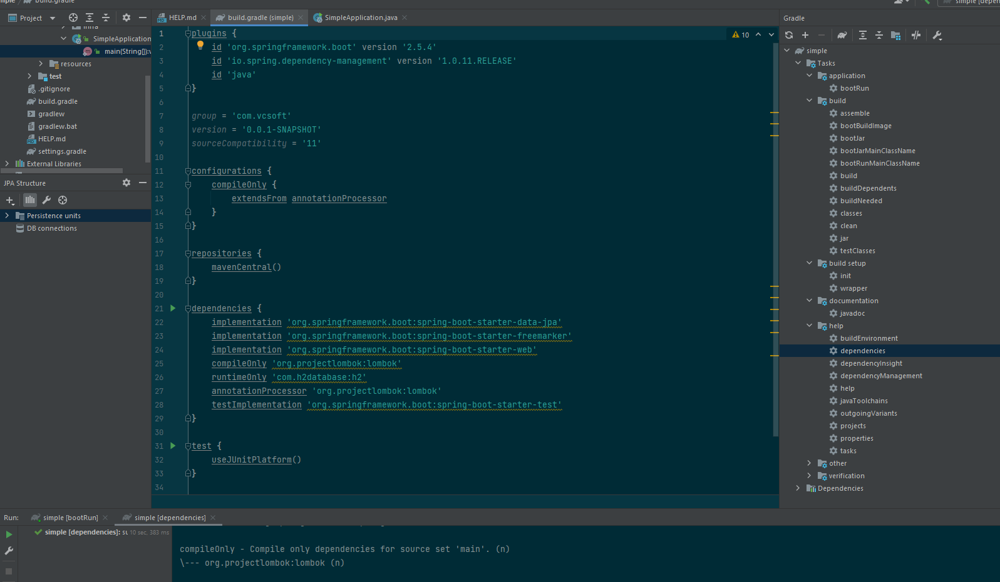 build.gradle
simple [depen
Project
HELP.md
build.gradle (simple)
SimpleApplication.java
Gradle
SimpleApplication
main(String[]):v
resources
test
.gitignore
build.gradle
gradlew
gradlew.bat
HELP.md
settings.gradle
External Libraries
JPA Structure
Persistence units
DB connections
10
1 plugins {
2 id 'org.springframework.boot' version '2.5.4'
3 id 'io.spring.dependency-management' version '1.0.11.RELEASE'
4 id 'java'
5 }
6
7 group = 'com.vcsoft'
8 version = '0.0.1-SNAPSHOT'
9 sourceCompatibility = '11'
10
11 configurations {
12 compileOnly {
13 extendsFrom annotationProcessor
14 }
15 }
16
17 repositories {
18 mavenCentral()
19 }
20
21 dependencies {
22 implementation 'org.springframework.boot:spring-boot-starter-data-jpa'
23 implementation 'org.springframework.boot:spring-boot-starter-freemarker'
24 implementation 'org.springframework.boot:spring-boot-starter-web'
25 compileOnly 'org.projectlombok:lombok'
26 runtimeOnly 'com.h2database:h2'
27 annotationProcessor 'org.projectlombok:lombok'
28 testImplementation 'org.springframework.boot:spring-boot-starter-test'
29 }
30
31 test {
32 useJUnitPlatform()
33 }
34
simple
Tasks
application
bootRun
build
assemble
bootBuildImage
bootJar
bootJarMainClassName
bootRunMainClassName
build
buildDependents
buildNeeded
classes
clean
jar
testClasses
build setup
init
wrapper
documentation
javadoc
help
buildEnvironment
dependencies
dependencyInsight
dependencyManagement
help
javaToolchains
outgoingVariants
projects
properties
tasks
other
verification
Dependencies
Run:
simple [bootRun]
simple [dependencies]
simple [dependencies]: su 10 sec, 383 ms
compileOnly - Compile only dependencies for source set 'main'. (n)
\--- org.projectlombok:lombok (n)